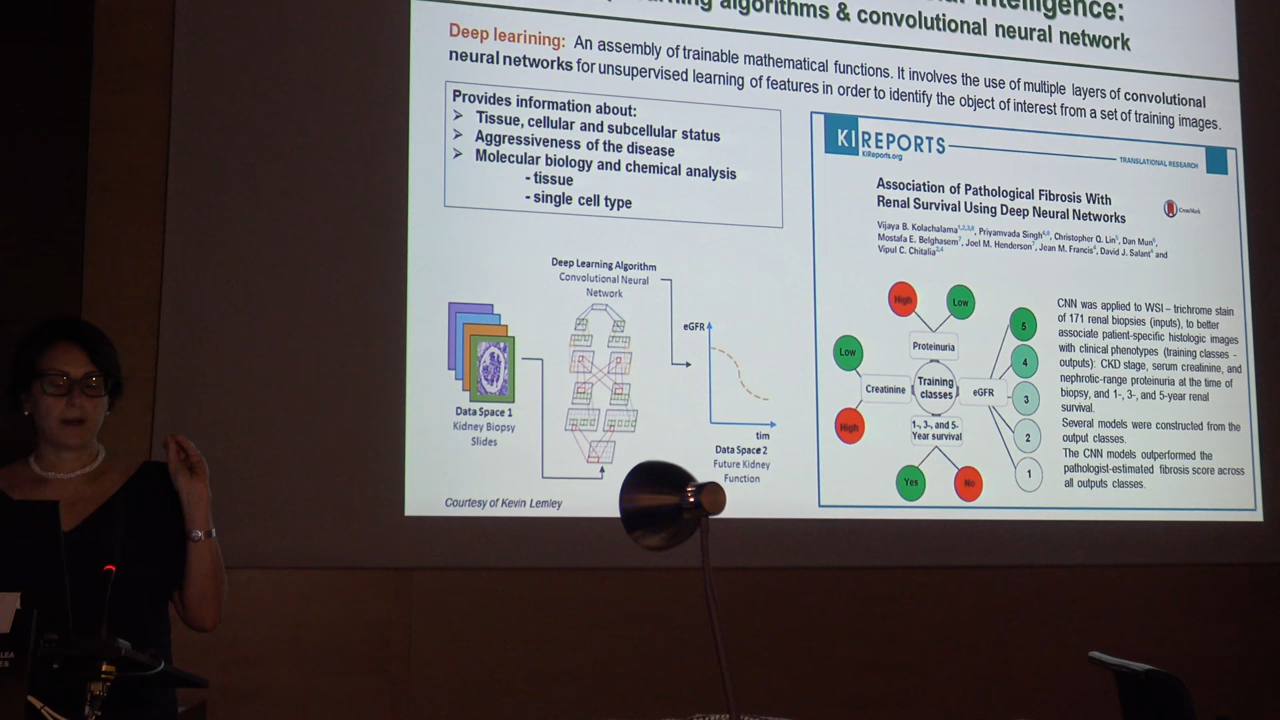 intelligence:
algorithms & convolutional neural network
Deep learining: An assembly of trainable mathematical functions. It involves the use of multiple layers of convolutional
neural networks for unsupervised learning of features in order to identify the object of interest from a set of training images.
Provides information about:
Tissue, cellular and subcellular status
Aggressiveness of the disease
Molecular biology and chemical analysis
- tissue
- single cell type
Deep Learning Algorithm
Convolutional Neural
Network
Data Space 1
Kidney Biopsy
Slides
eGFR
tim
Data Space 2
Future Kidney
Function
Courtesy of Kevin Lemley
KI REPORTS
KIReports.org
TRANSLATIONAL RESEARCH
Association of Pathological Fibrosis With
Renal Survival Using Deep Neural Networks
CrossMark
Vijaya B. Kolachalama, Priyamvada Singh, Christopher Q. Lin, Dan Mun,
Mostafa E. Belghasem, Joel M. Henderson, Jean M. Francis, David J. Salant and
Vipul C. Chitalia
High
Low
Proteinuria
Low
Creatinine
High
Training
classes
eGFR
5
4
3
2
1
1-, 3-, and 5-
Year survival
Yes
No
CNN was applied to WSI – trichrome stain
of 171 renal biopsies (inputs), to better
associate patient-specific histologic images
with clinical phenotypes (training classes -
outputs): CKD stage, serum creatinine, and
nephrotic-range proteinuria at the time of
biopsy, and 1-, 3-, and 5-year renal
survival.
Several models were constructed from the
output classes.
The CNN models outperformed the
pathologist-estimated fibrosis score across
all outputs classes.